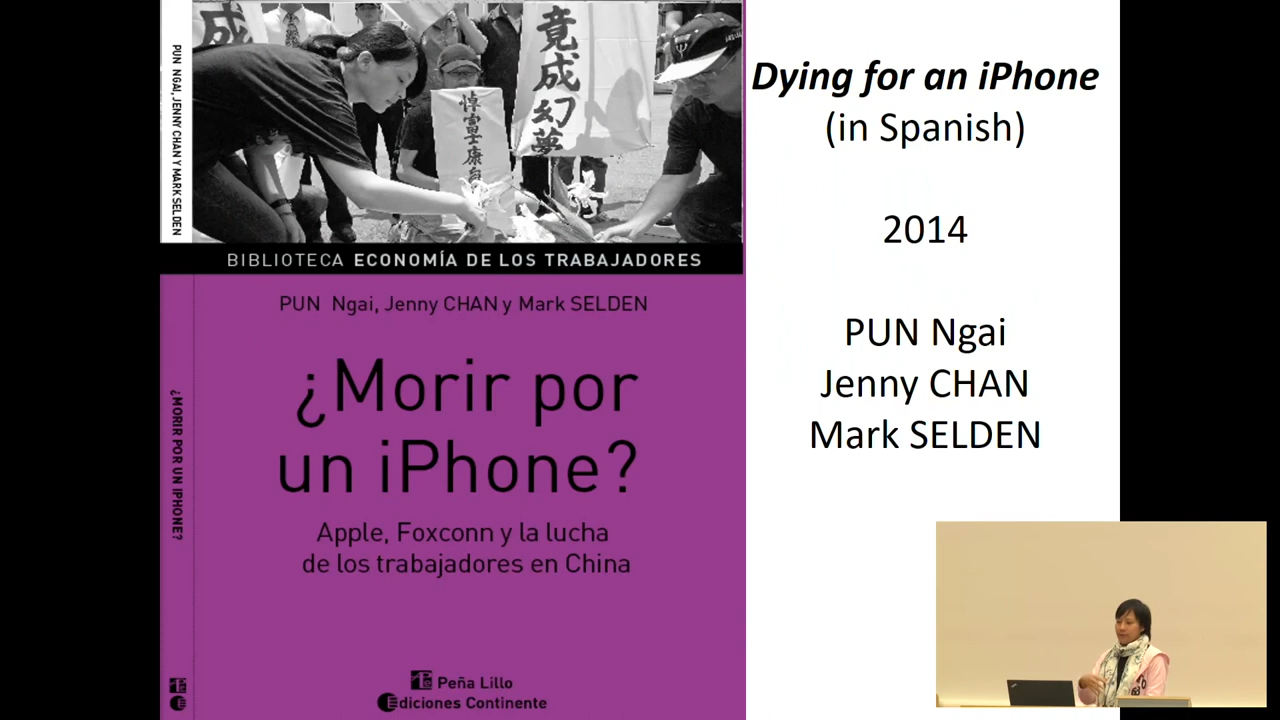 PUN NGAI, JENNY CHAN Y MARK SELDEN
成
竟成幻夢
悼富士康自
BIBLIOTECA ECONOMÍA DE LOS TRABAJADORES
PUN Ngai, Jenny CHAN y Mark SELDEN
¿Morir por
un iPhone?
Apple, Foxconn y la lucha
de los trabajadores en China
¿MORIR POR UN IPHONE?
Peña Lillo
Ediciones Continente
Dying for an iPhone
(in Spanish)
2014
PUN Ngai
Jenny CHAN
Mark SELDEN